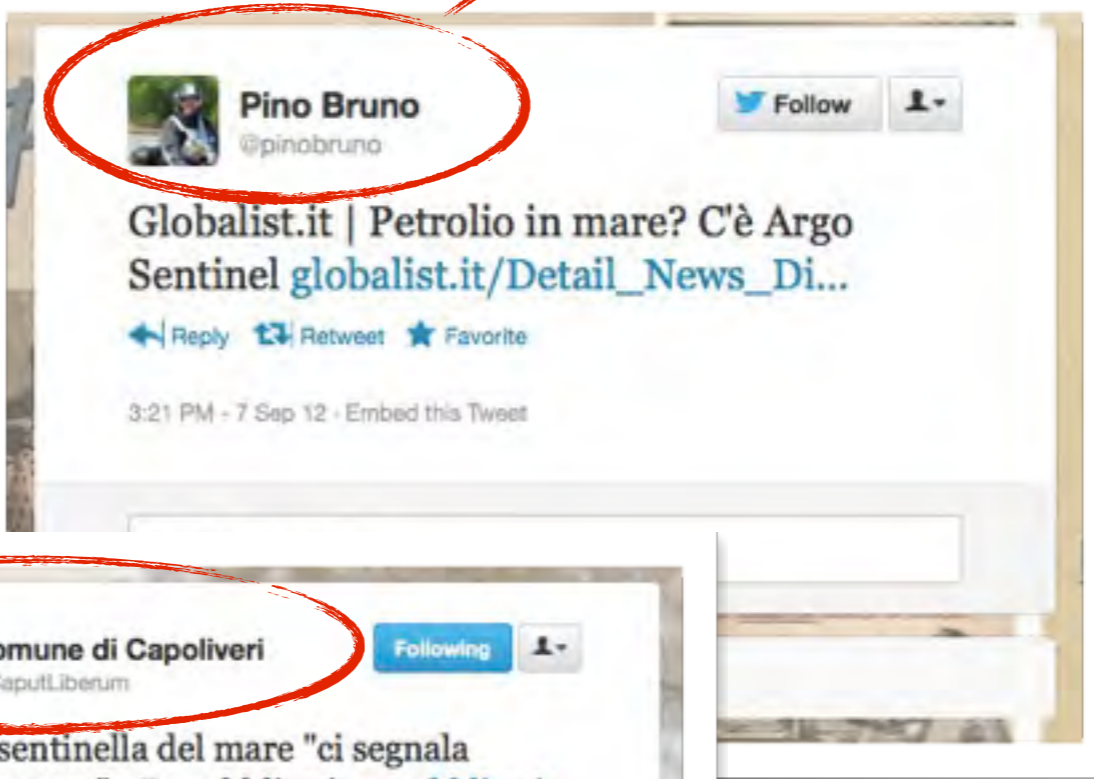 Pino Bruno
@pinobruno
Follow
Globalist.it | Petrolio in mare? C'è Argo
Sentinel globalist.it/Detail_News_Di...
Reply Retweet Favorite
3:21 PM - 7 Sep 12 · Embed this Tweet
omune di Capoliveri
CaputLiberum
Following
sentinella del mare "ci segnala